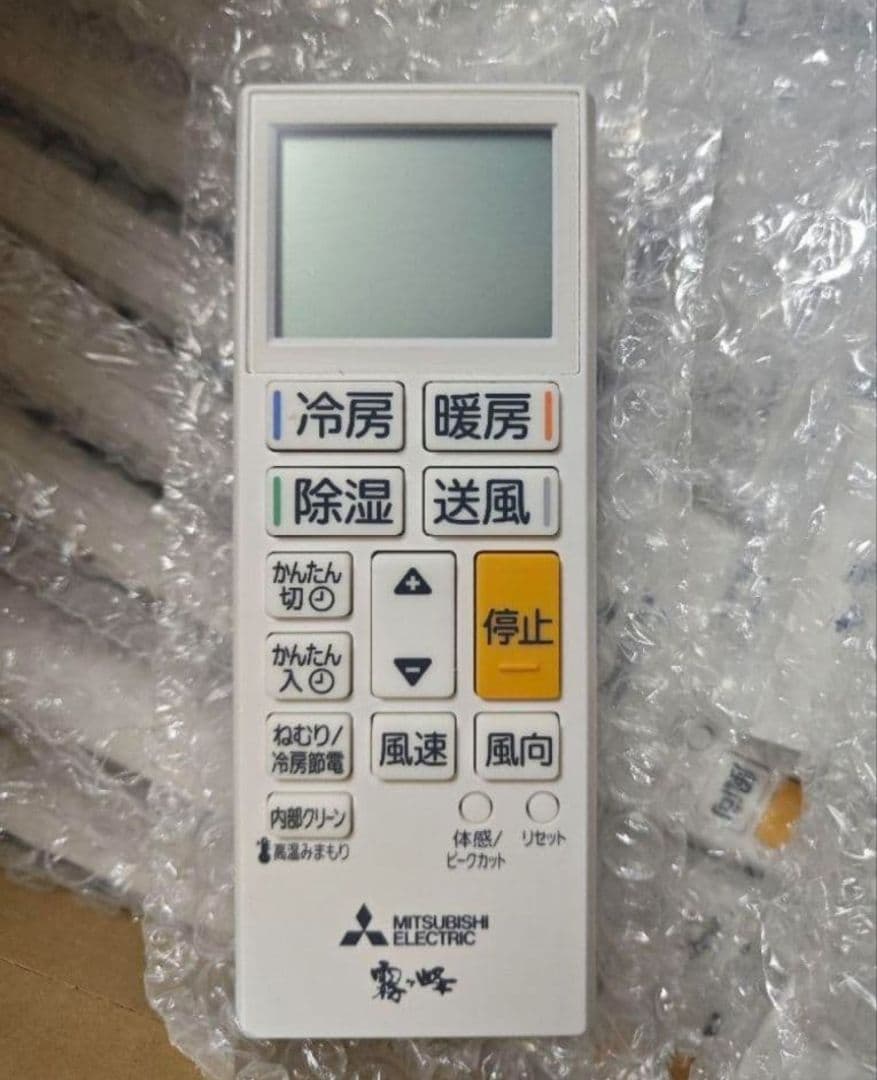 冷房 暖房
除湿 送風
かんたん
切
停止
かんたん
入
ねむり/
冷房節電
風速 風向
内部クリーン
高温みまもり
体感/
ピークカット
リセット
MITSUBISHI
ELECTRIC
霧ヶ峰
風向